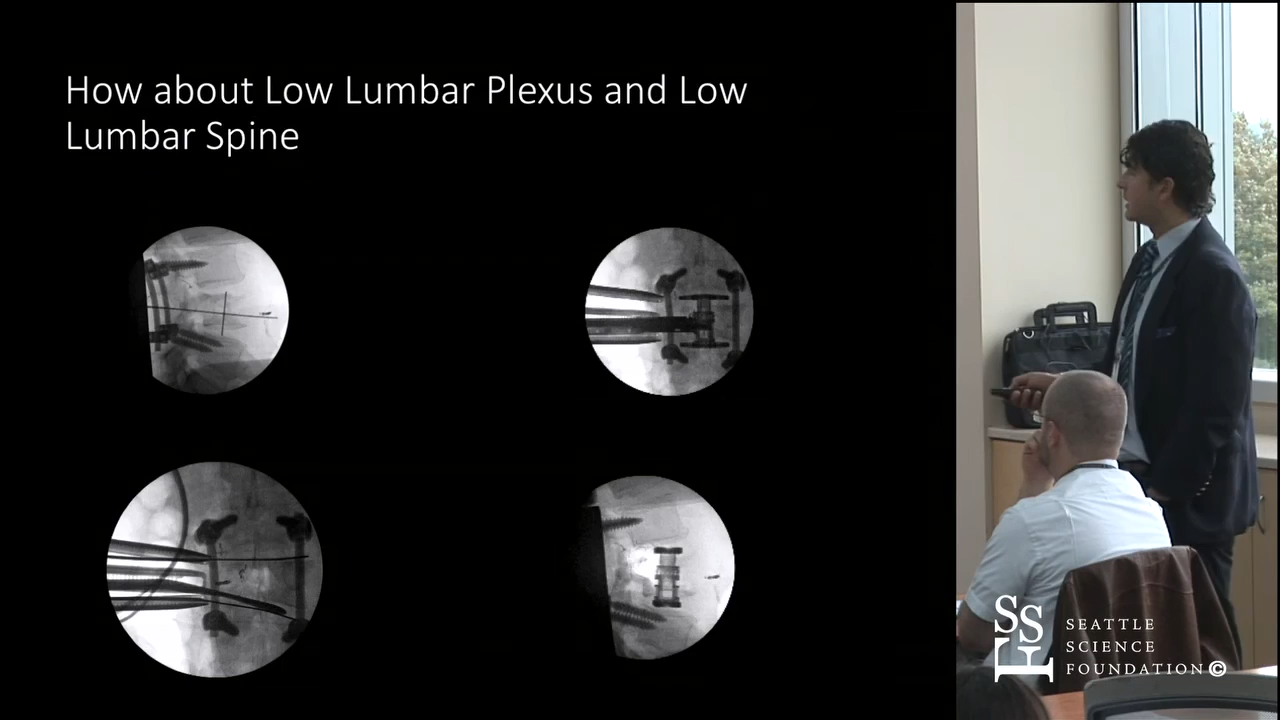 How about Low Lumbar Plexus and Low
Lumbar Spine
SSF
SEATTLE
SCIENCE
FOUNDATION©